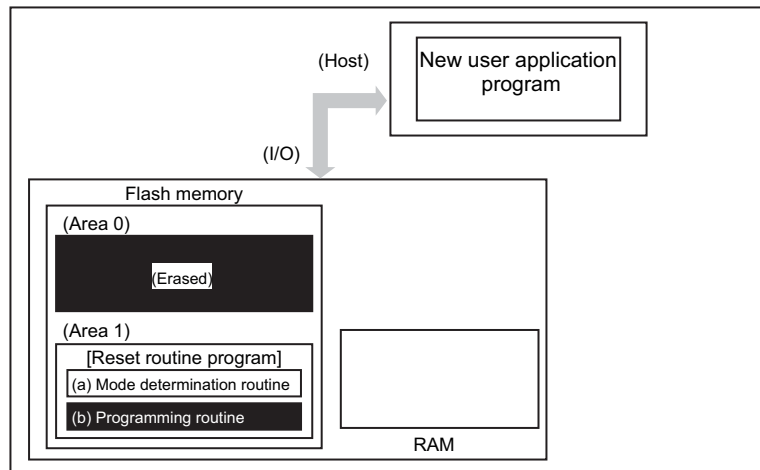 (Host)
New user application
program
(I/O)
Flash memory
(Area 0)
(Erased)
(Area 1)
[Reset routine program]
(a) Mode determination routine
(b) Programming routine
RAM